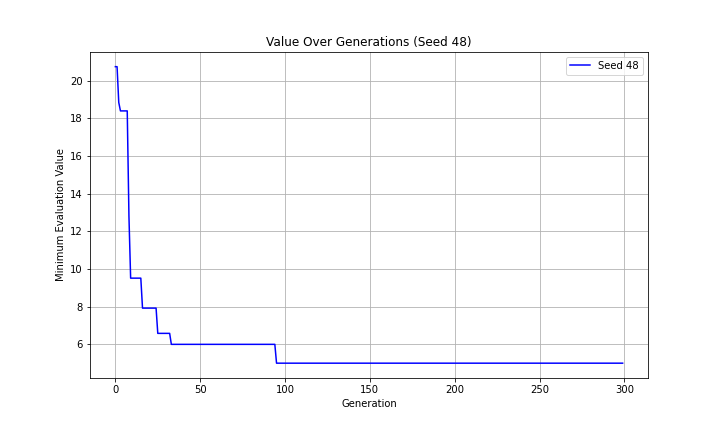 Value Over Generations (Seed 48)
Seed 48
Minimum Evaluation Value
20
18
16
14
12
10
8
6
0 50 100 150 200 250 300
Generation